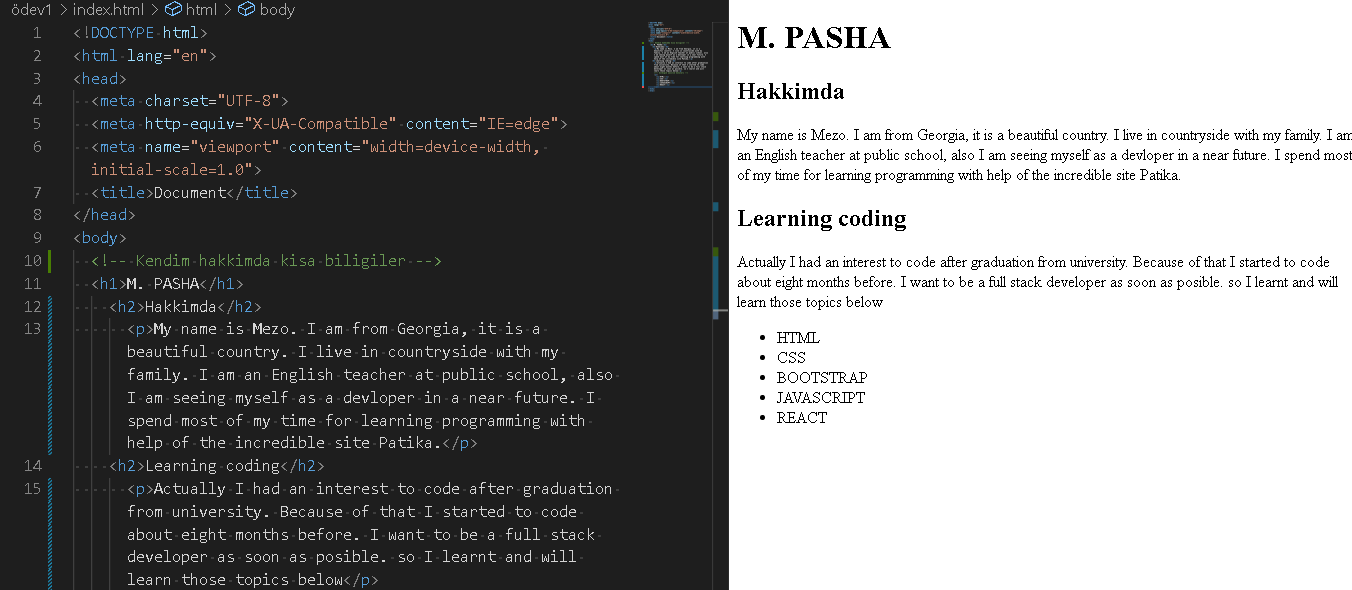 ödev1 > index.html > html > body
1 <!DOCTYPE html>
2 <html lang="en">
3 <head>
4 <meta charset="UTF-8">
5 <meta http-equiv="X-UA-Compatible" content="IE=edge">
6 <meta name="viewport" content="width=device-width,
initial-scale=1.0">
7 <title>Document</title>
8 </head>
9 <body>
10 <!-- Kendim hakkimda kisa biligiler -->
11 <h1>M. PASHA</h1>
12 <h2>Hakkimda</h2>
13 <p>My name is Mezo. I am from Georgia, it is a
beautiful country. I live in countryside with my
family. I am an English teacher at public school, also
I am seeing myself as a devloper in a near future. I
spend most of my time for learning programming with
help of the incredible site Patika.</p>
14 <h2>Learning coding</h2>
15 <p>Actually I had an interest to code after graduation
from university. Because of that I started to code
about eight months before. I want to be a full stack
developer as soon as posible. so I learnt and will
learn those topics below</p>
M. PASHA
Hakkimda
My name is Mezo. I am from Georgia, it is a beautiful country. I live in countryside with my family. I am
an English teacher at public school, also I am seeing myself as a devloper in a near future. I spend most
of my time for learning programming with help of the incredible site Patika.
Learning coding
Actually I had an interest to code after graduation from university. Because of that I started to code
about eight months before. I want to be a full stack developer as soon as posible. so I learnt and will
learn those topics below
• HTML
• CSS
• BOOTSTRAP
• JAVASCRIPT
• REACT